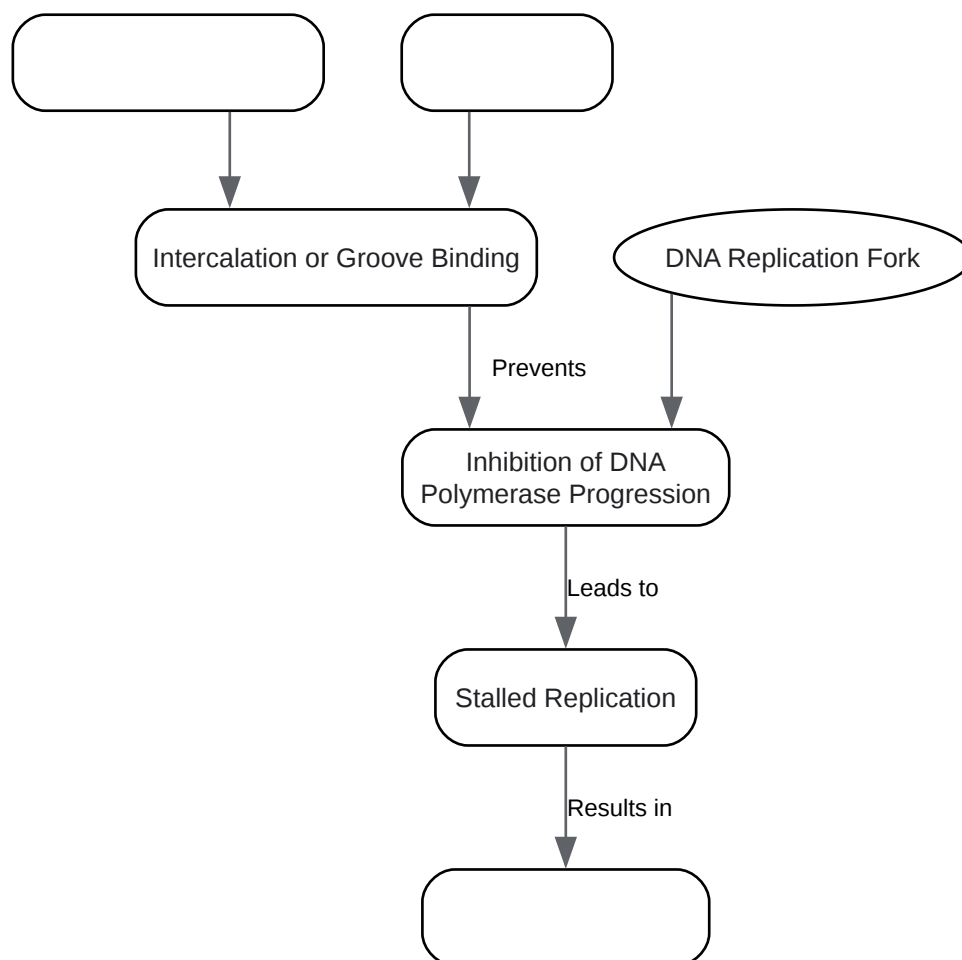 Intercalation or Groove Binding
DNA Replication Fork
Prevents
Inhibition of DNA
Polymerase Progression
Leads to
Stalled Replication
Results in